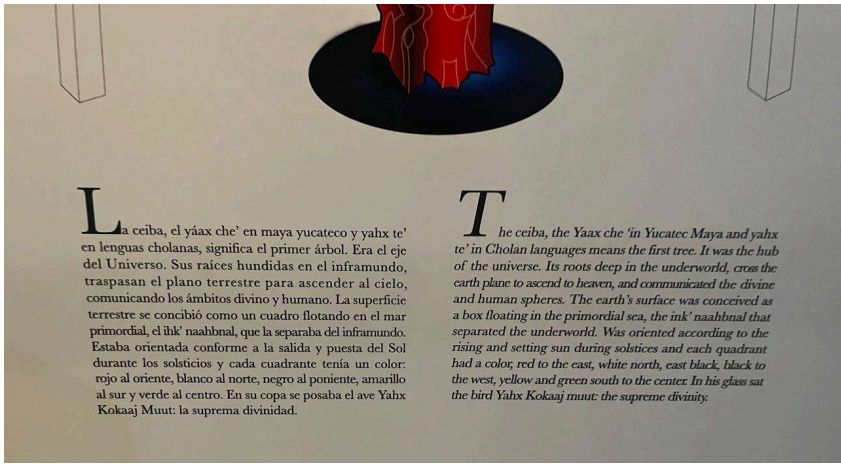 La ceiba, el yáax che’ en maya yucateco y yahx te’
en lenguas cholanas, significa el primer árbol. Era el eje
del Universo. Sus raíces hundidas en el inframundo,
traspasan el plano terrestre para ascender al cielo,
comunicando los ámbitos divino y humano. La superficie
terrestre se concibió como un cuadro flotando en el mar
primordial, el ihk’ naahbnal, que la separaba del inframundo.
Estaba orientada conforme a la salida y puesta del Sol
durante los solsticios y cada cuadrante tenía un color:
rojo al oriente, blanco al norte, negro al poniente, amarillo
al sur y verde al centro. En su copa se posaba el ave Yahx
Kokaaj Muut: la suprema divinidad.
The ceiba, the Yaax che ‘in Yucatec Maya and yahx
te’ in Cholan languages means the first tree. It was the hub
of the universe. Its roots deep in the underworld, cross the
earth plane to ascend to heaven, and communicated the divine
and human spheres. The earth’s surface was conceived as
a box floating in the primordial sea, the ink’ naahbnal that
separated the underworld. Was oriented according to the
rising and setting sun during solstices and each quadrant
had a color, red to the east, white north, east black, black to
the west, yellow and green south to the center. In his glass sat
the bird Yahx Kokaaj muut: the supreme divinity.